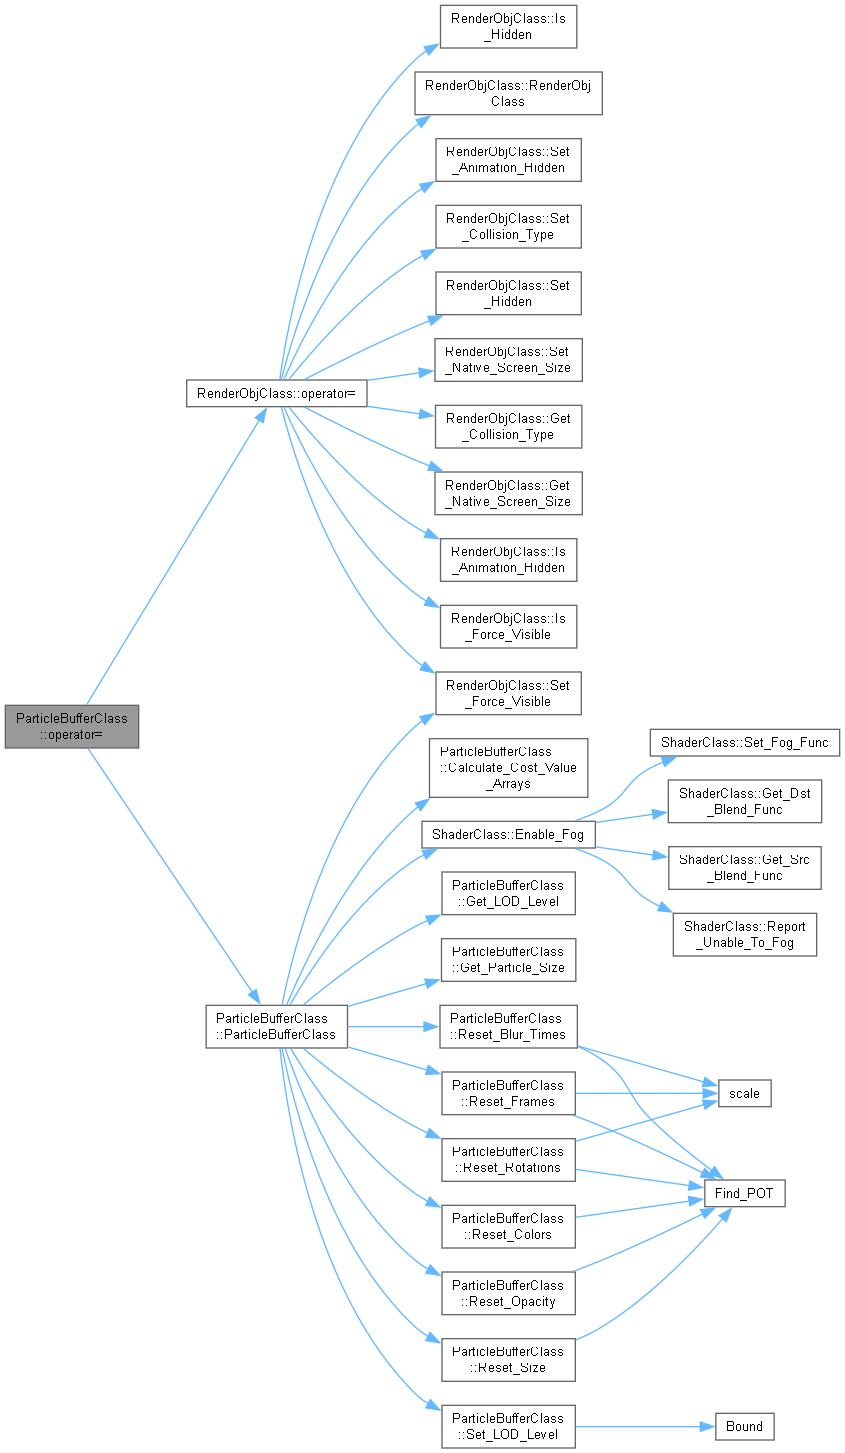 RenderObjClass::Is
_Hidden
RenderObjClass::RenderObj
Class
RenderObjClass::Set
_Animation_Hidden
RenderObjClass::Set
_Collision_Type
RenderObjClass::Set
_Hidden
RenderObjClass::Set
_Native_Screen_Size
RenderObjClass::operator=
RenderObjClass::Get
_Collision_Type
RenderObjClass::Get
_Native_Screen_Size
RenderObjClass::Is
_Animation_Hidden
RenderObjClass::Is
_Force_Visible
RenderObjClass::Set
_Force_Visible
ParticleBufferClass
::operator=
ParticleBufferClass
::Calculate_Cost_Value
_Arrays
ShaderClass::Set_Fog_Func
ShaderClass::Get_Dst
_Blend_Func
ShaderClass::Enable_Fog
ShaderClass::Get_Src
_Blend_Func
ParticleBufferClass
::Get_LOD_Level
ShaderClass::Report
_Unable_To_Fog
ParticleBufferClass
::Get_Particle_Size
ParticleBufferClass
::ParticleBufferClass
ParticleBufferClass
::Reset_Blur_Times
ParticleBufferClass
::Reset_Frames
scale
ParticleBufferClass
::Reset_Rotations
Find_POT
ParticleBufferClass
::Reset_Colors
ParticleBufferClass
::Reset_Opacity
ParticleBufferClass
::Reset_Size
ParticleBufferClass
::Set_LOD_Level
Bound